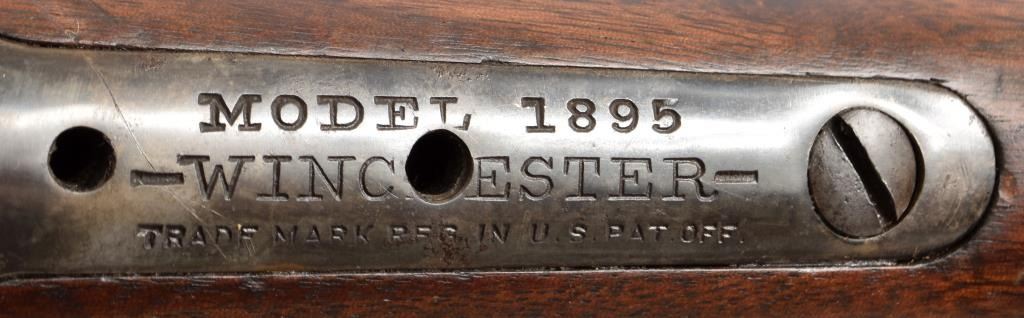 MODEL 1895
-WINCHESTER-
TRADE MARK REG. IN U.S. PAT. OFF.